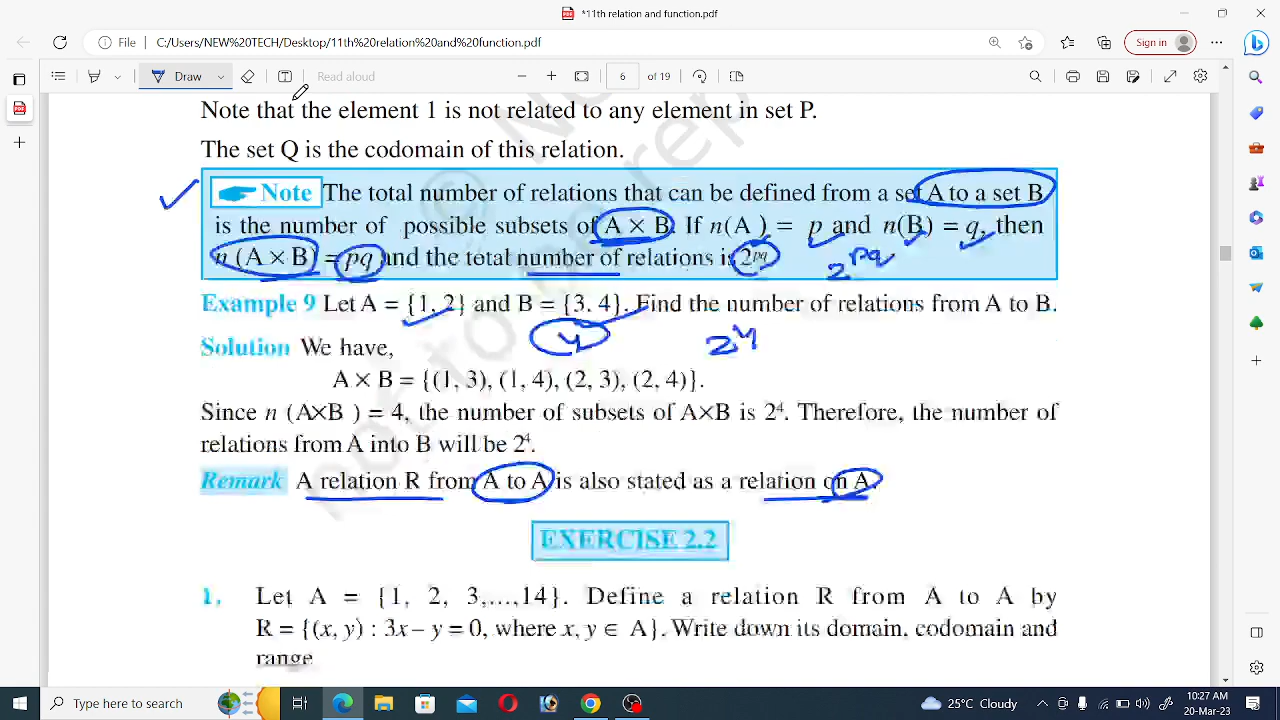 *11th relation and function.pdf
File
C:/Users/NEW%20TECH/Desktop/11th%20relation%20and%20function.pdf
Sign in
Draw
Read aloud
6 of 19
Note that the element 1 is not related to any element in set P.
The set Q is the codomain of this relation.
Note The total number of relations that can be defined from a set A to a set B
is the number of possible subsets of A × B. If n(A ) = p and n(B) = q, then
n (A × B) = pq and the total number of relations is 2^pq
2^pq
Example 9 Let A = {1, 2} and B = {3, 4}. Find the number of relations from A to B.
4
2^4
Solution We have,
A × B = {(1, 3), (1, 4), (2, 3), (2, 4)}.
Since n (A×B ) = 4, the number of subsets of A×B is 2⁴. Therefore, the number of
relations from A into B will be 2⁴.
Remark A relation R from A to A is also stated as a relation on A.
EXERCISE 2.2
1. Let A = {1, 2, 3,...,14}. Define a relation R from A to A by
R = {(x, y) : 3x – y = 0, where x, y ∈ A}. Write down its domain, codomain and
range
not to
Type here to search
25°C Cloudy
ENG
10:27 AM
20-Mar-23